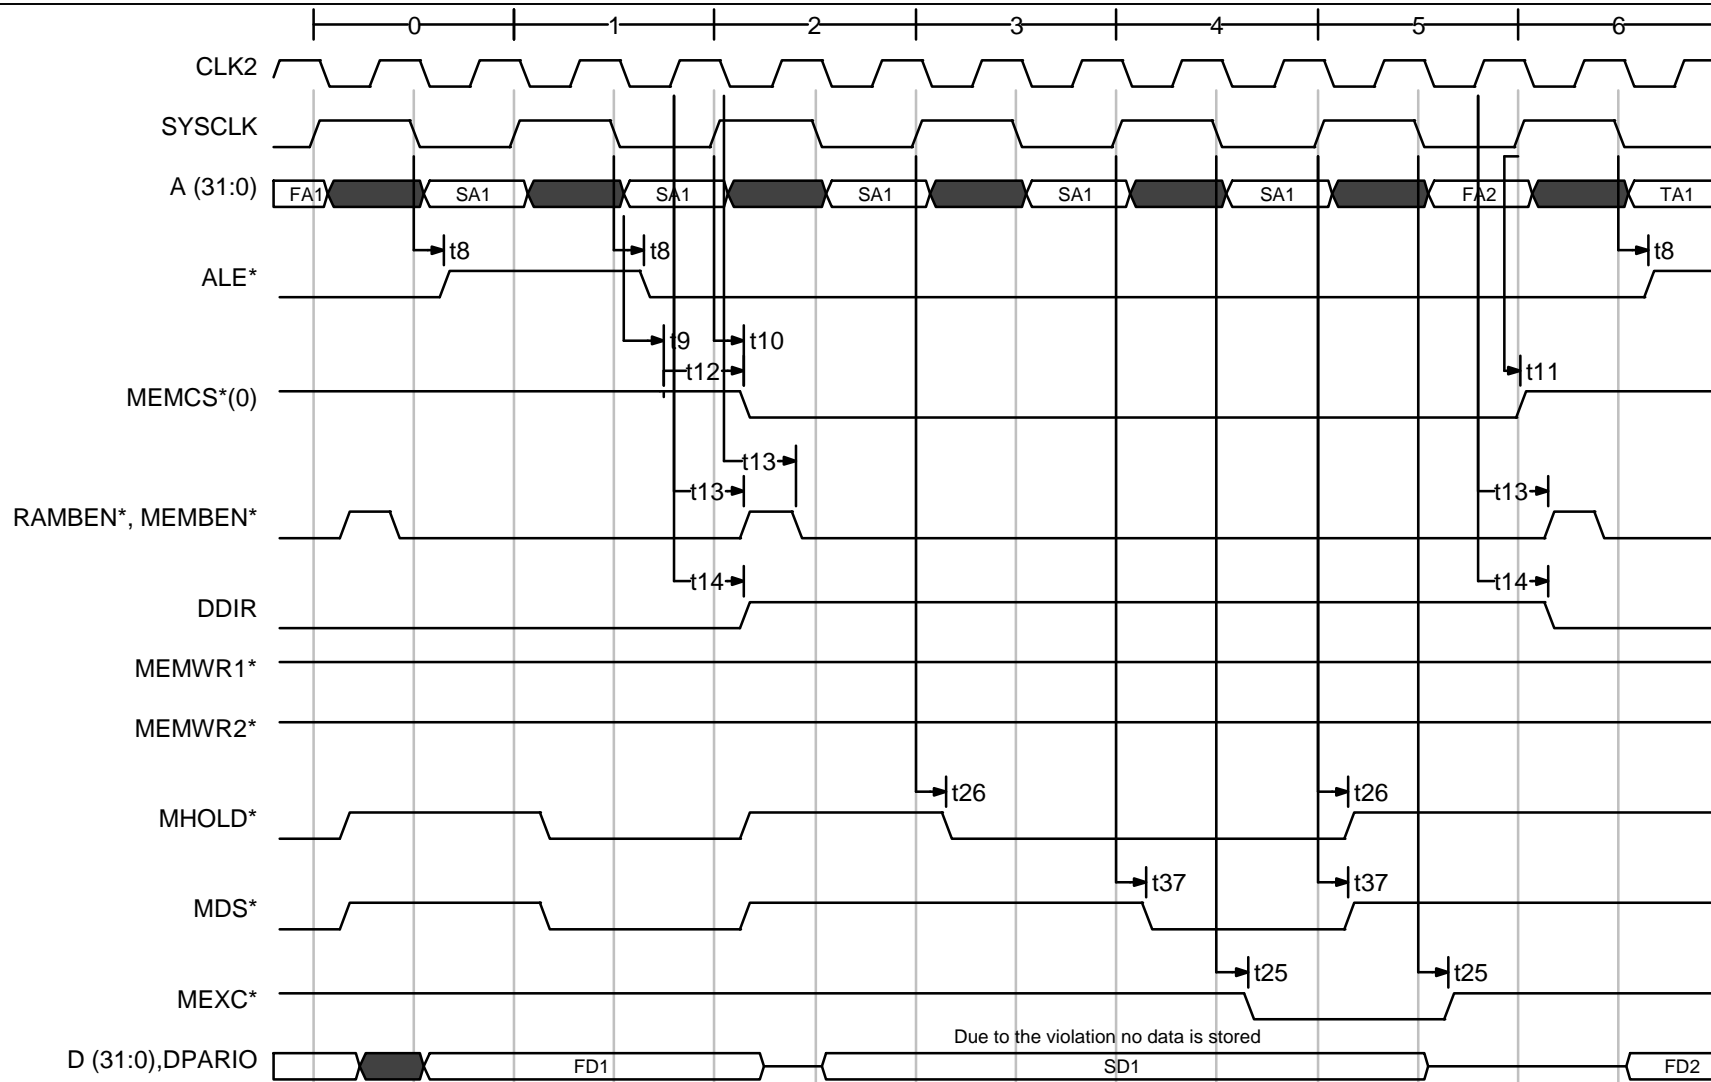 0 1 2 3 4 5 6
CLK2
SYSCLK
A (31:0) FA1 SA1 SA1 SA1 SA1 SA1 FA2 TA1
t8 t8 t8
ALE*
t9 t10
t12 t11
MEMCS*(0)
t13
t13 t13
RAMBEN*, MEMBEN*
t14 t14
DDIR
MEMWR1*
MEMWR2*
t26 t26
MHOLD*
t37 t37
MDS*
t25 t25
MEXC*
Due to the violation no data is stored
D (31:0),DPARIO FD1 SD1 FD2